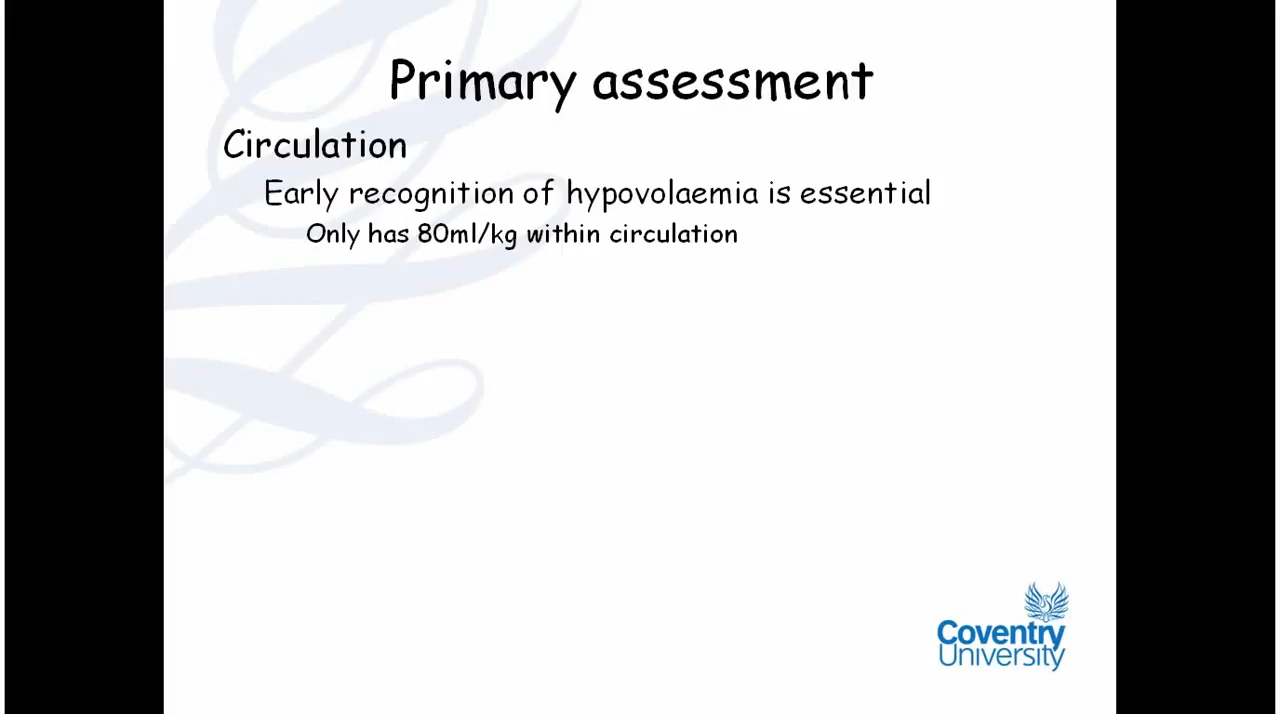 Primary assessment
Circulation
Early recognition of hypovolaemia is essential
Only has 80ml/kg within circulation
Coventry
University